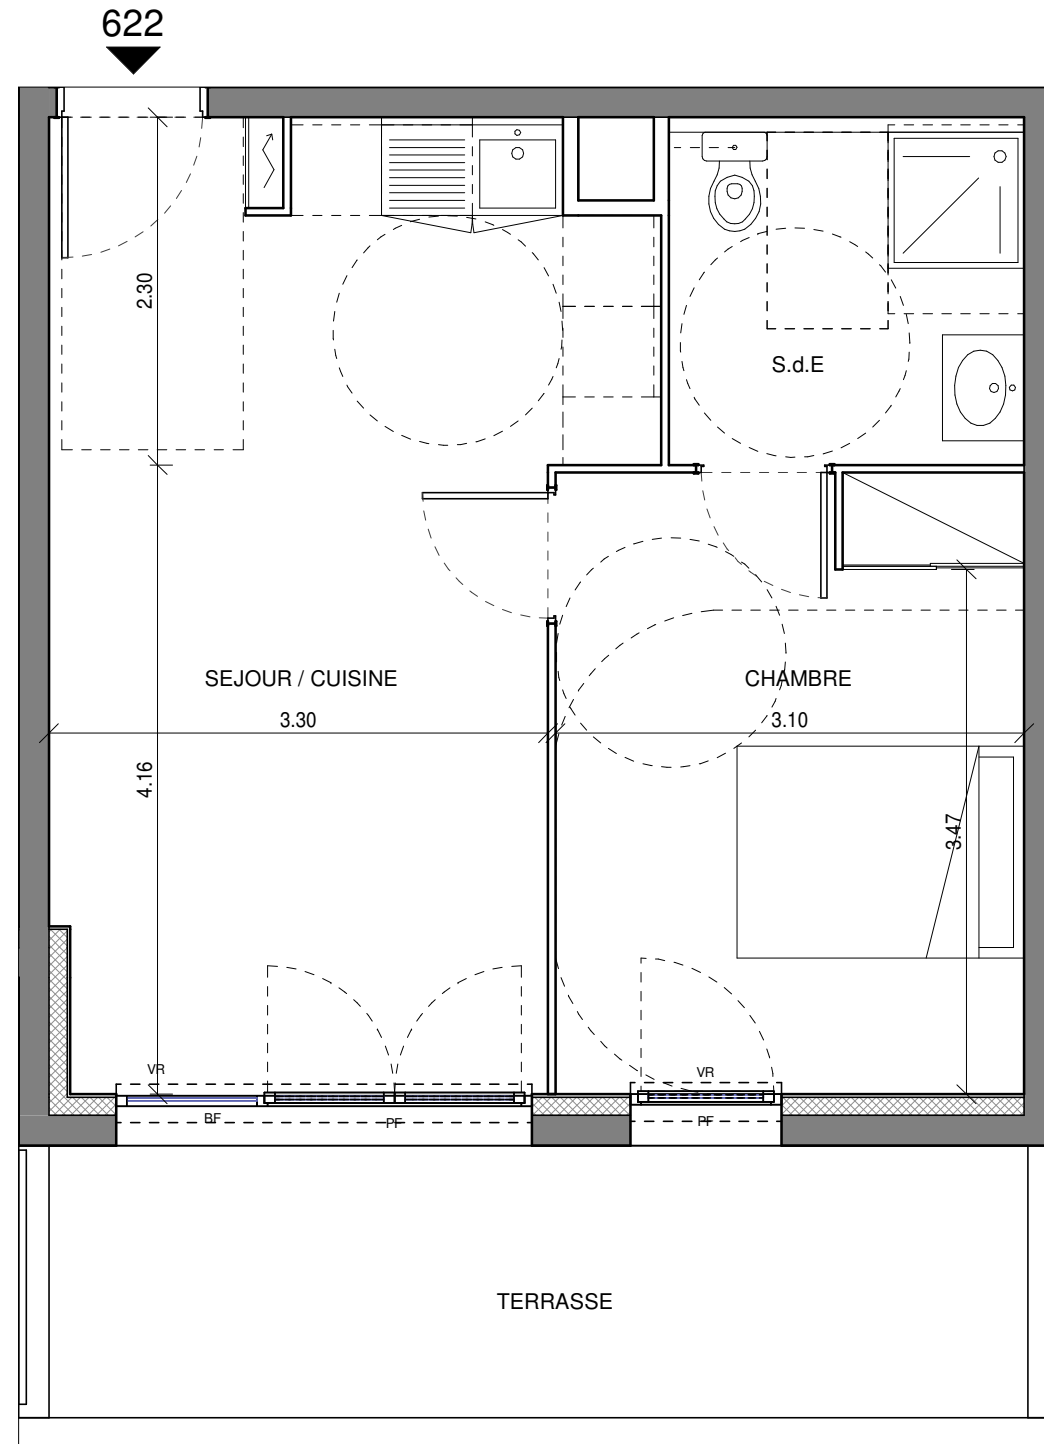 622
2.30
S.d.E
SEJOUR / CUISINE
CHAMBRE
3.30
3.10
4.16
3.47
VR
VR
BF
PF
PF
TERRASSE